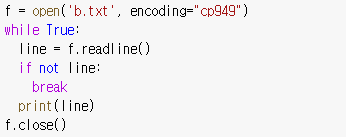 f = open('b.txt', encoding="cp949")
while True:
  line = f.readline()
  if not line:
    break
  print(line)
f.close()